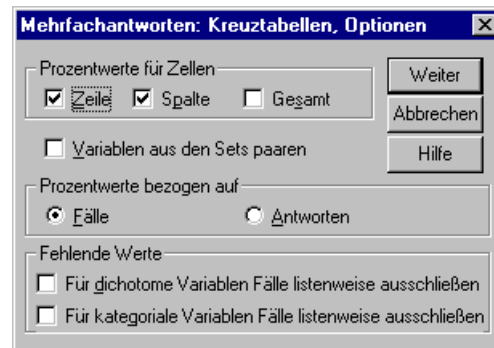 Mehrfachantworten: Kreuztabellen, Optionen
Prozentwerte für Zellen
Zeile Spalte Gesamt
Weiter
Abbrechen
Variablen aus den Sets paaren
Hilfe
Prozentwerte bezogen auf
Fälle Antworten
Fehlende Werte
Für dichotome Variablen Fälle listenweise ausschließen
Für kategoriale Variablen Fälle listenweise ausschließen